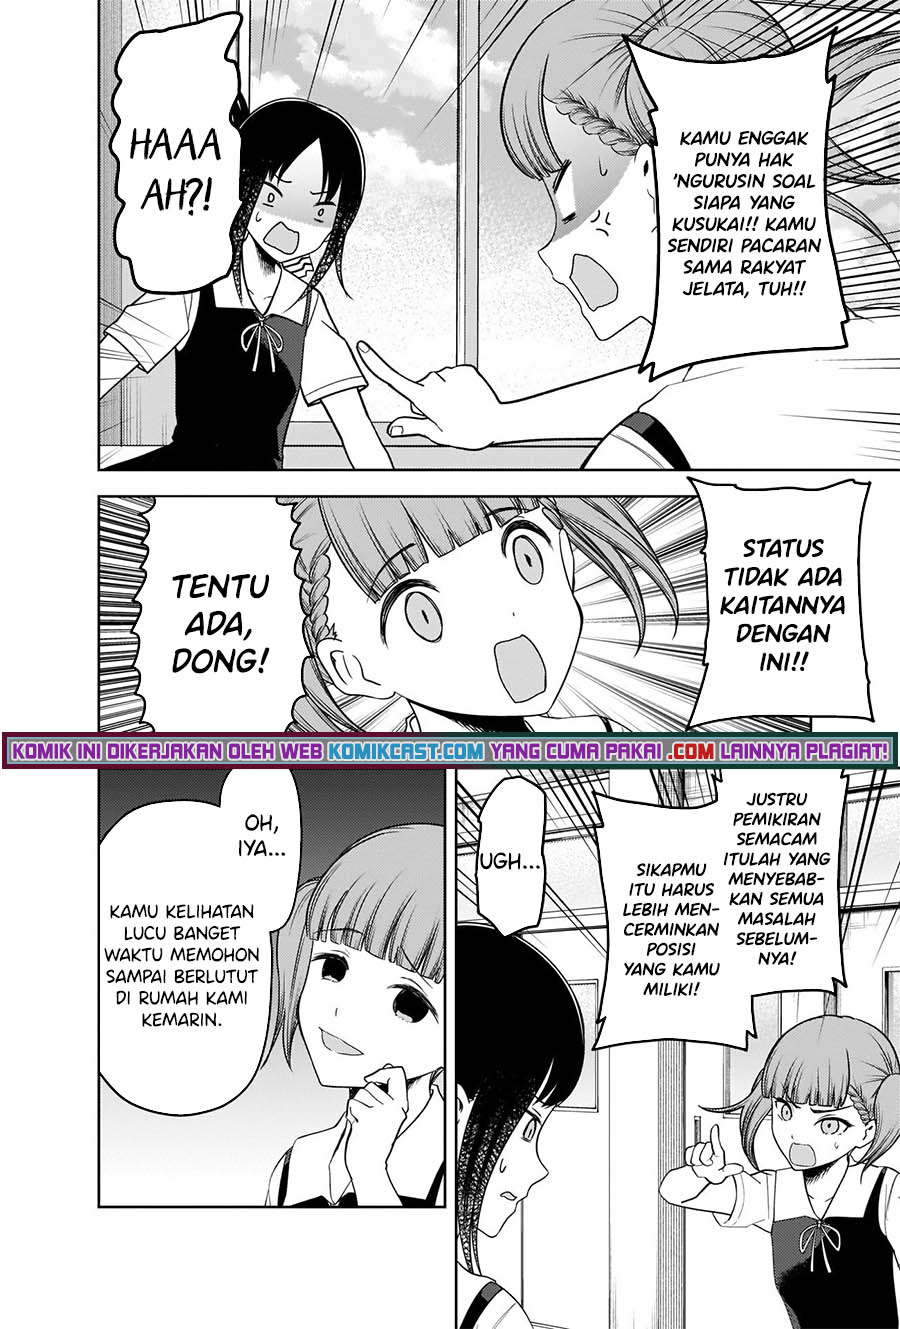 KAMU ENGGAK
PUNYA HAK
'NGURUSIN SOAL
SIAPA YANG
KUSUKAI!! KAMU
SENDIRI PACARAN
SAMA RAKYAT
JELATA, TUH!!
HAAA
AH?!
STATUS
TIDAK ADA
KAITANNYA
DENGAN
INI!!
TENTU
ADA,
DONG!
KOMIK INI DIKERJAKAN OLEH WEB KOMIKCAST.COM YANG CUMA PAKAI .COM LAINNYA PLAGIAT!
JUSTRU
PEMIKIRAN
SEMACAM
ITULAH YANG
MENYEBAB-
KAN SEMUA
MASALAH
SEBELUM-
NYA!
SIKAPMU
ITU HARUS
LEBIH MEN-
CERMINKAN
POSISI
YANG KAMU
MILIKI!
UGH...
OH,
IYA...
KAMU KELIHATAN
LUCU BANGET
WAKTU MEMOHON
SAMPAI BERLUTUT
DI RUMAH KAMI
KEMARIN.